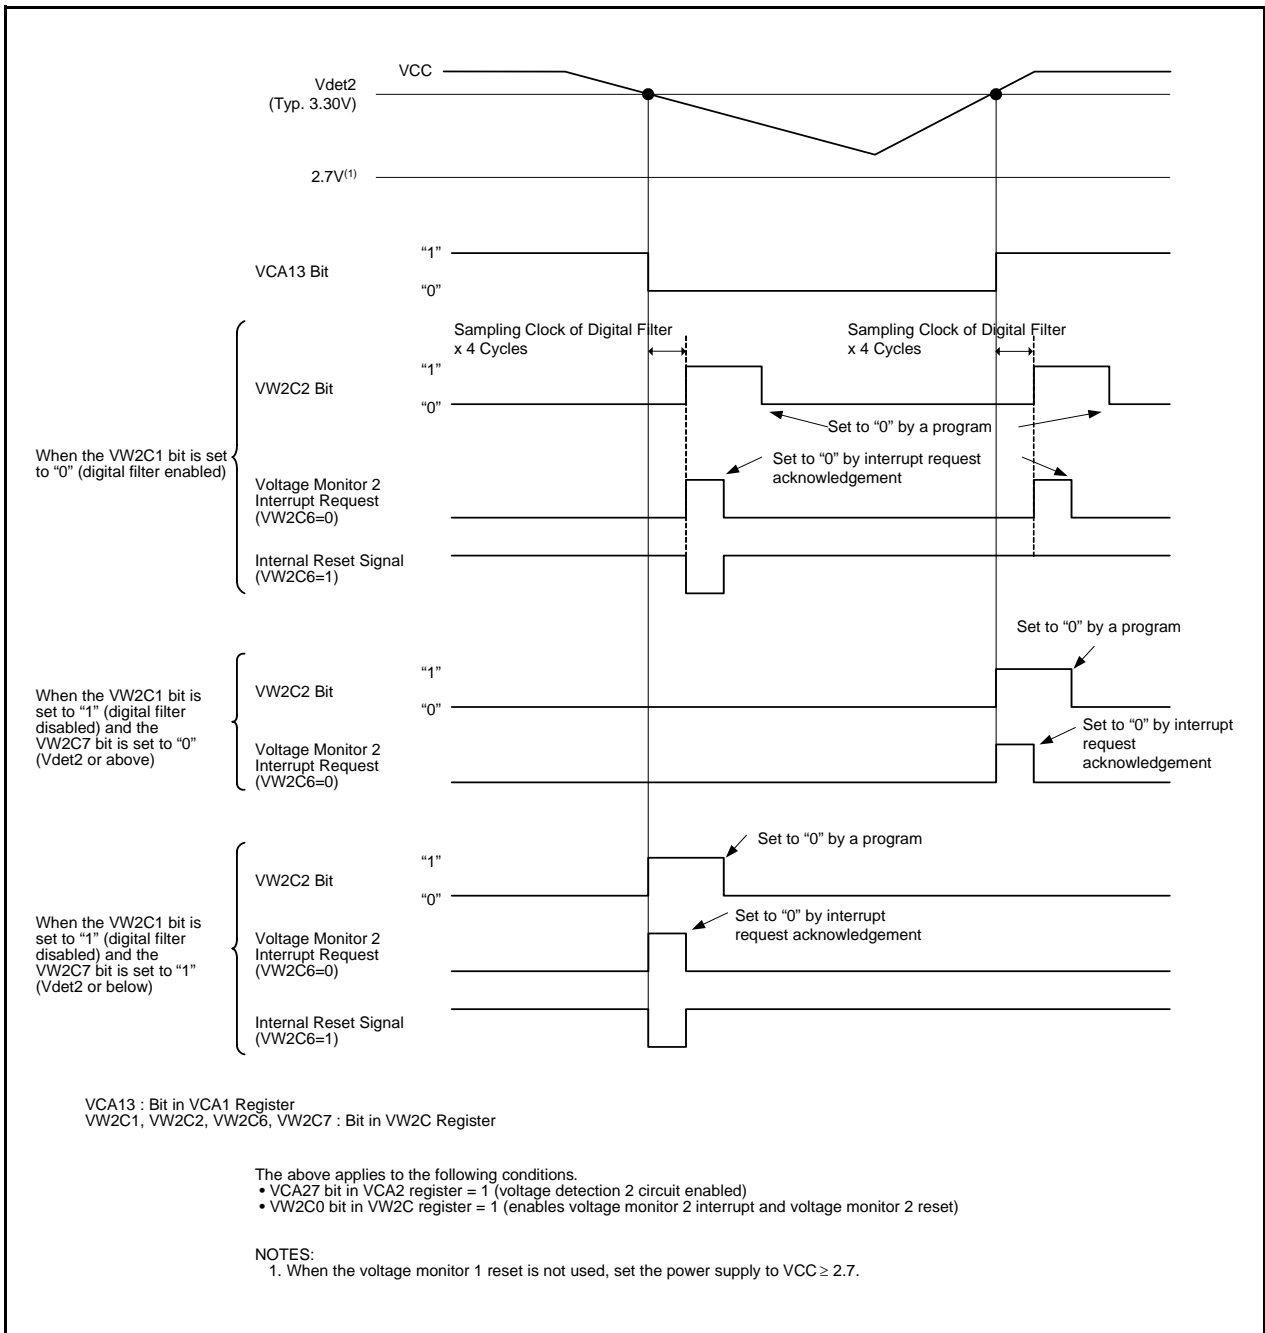 VCC
Vdet2
(Typ. 3.30V)
2.7V(1)
VCA13 Bit
“1”
“0”
Sampling Clock of Digital Filter
x 4 Cycles
Sampling Clock of Digital Filter
x 4 Cycles
When the VW2C1 bit is set
to “0” (digital filter enabled)
VW2C2 Bit
“1”
“0”
Set to “0” by a program
Set to “0” by interrupt request
acknowledgement
Voltage Monitor 2
Interrupt Request
(VW2C6=0)
Internal Reset Signal
(VW2C6=1)
Set to “0” by a program
When the VW2C1 bit is
set to “1” (digital filter
disabled) and the
VW2C7 bit is set to “0”
(Vdet2 or above)
VW2C2 Bit
“1”
“0”
Set to “0” by interrupt
request
acknowledgement
Voltage Monitor 2
Interrupt Request
(VW2C6=0)
Set to “0” by a program
When the VW2C1 bit is
set to “1” (digital filter
disabled) and the
VW2C7 bit is set to “1”
(Vdet2 or below)
VW2C2 Bit
“1”
“0”
Set to “0” by interrupt
request acknowledgement
Voltage Monitor 2
Interrupt Request
(VW2C6=0)
Internal Reset Signal
(VW2C6=1)
VCA13 : Bit in VCA1 Register
VW2C1, VW2C2, VW2C6, VW2C7 : Bit in VW2C Register
The above applies to the following conditions.
• VCA27 bit in VCA2 register = 1 (voltage detection 2 circuit enabled)
• VW2C0 bit in VW2C register = 1 (enables voltage monitor 2 interrupt and voltage monitor 2 reset)
NOTES:
1. When the voltage monitor 1 reset is not used, set the power supply to VCC ≥ 2.7.